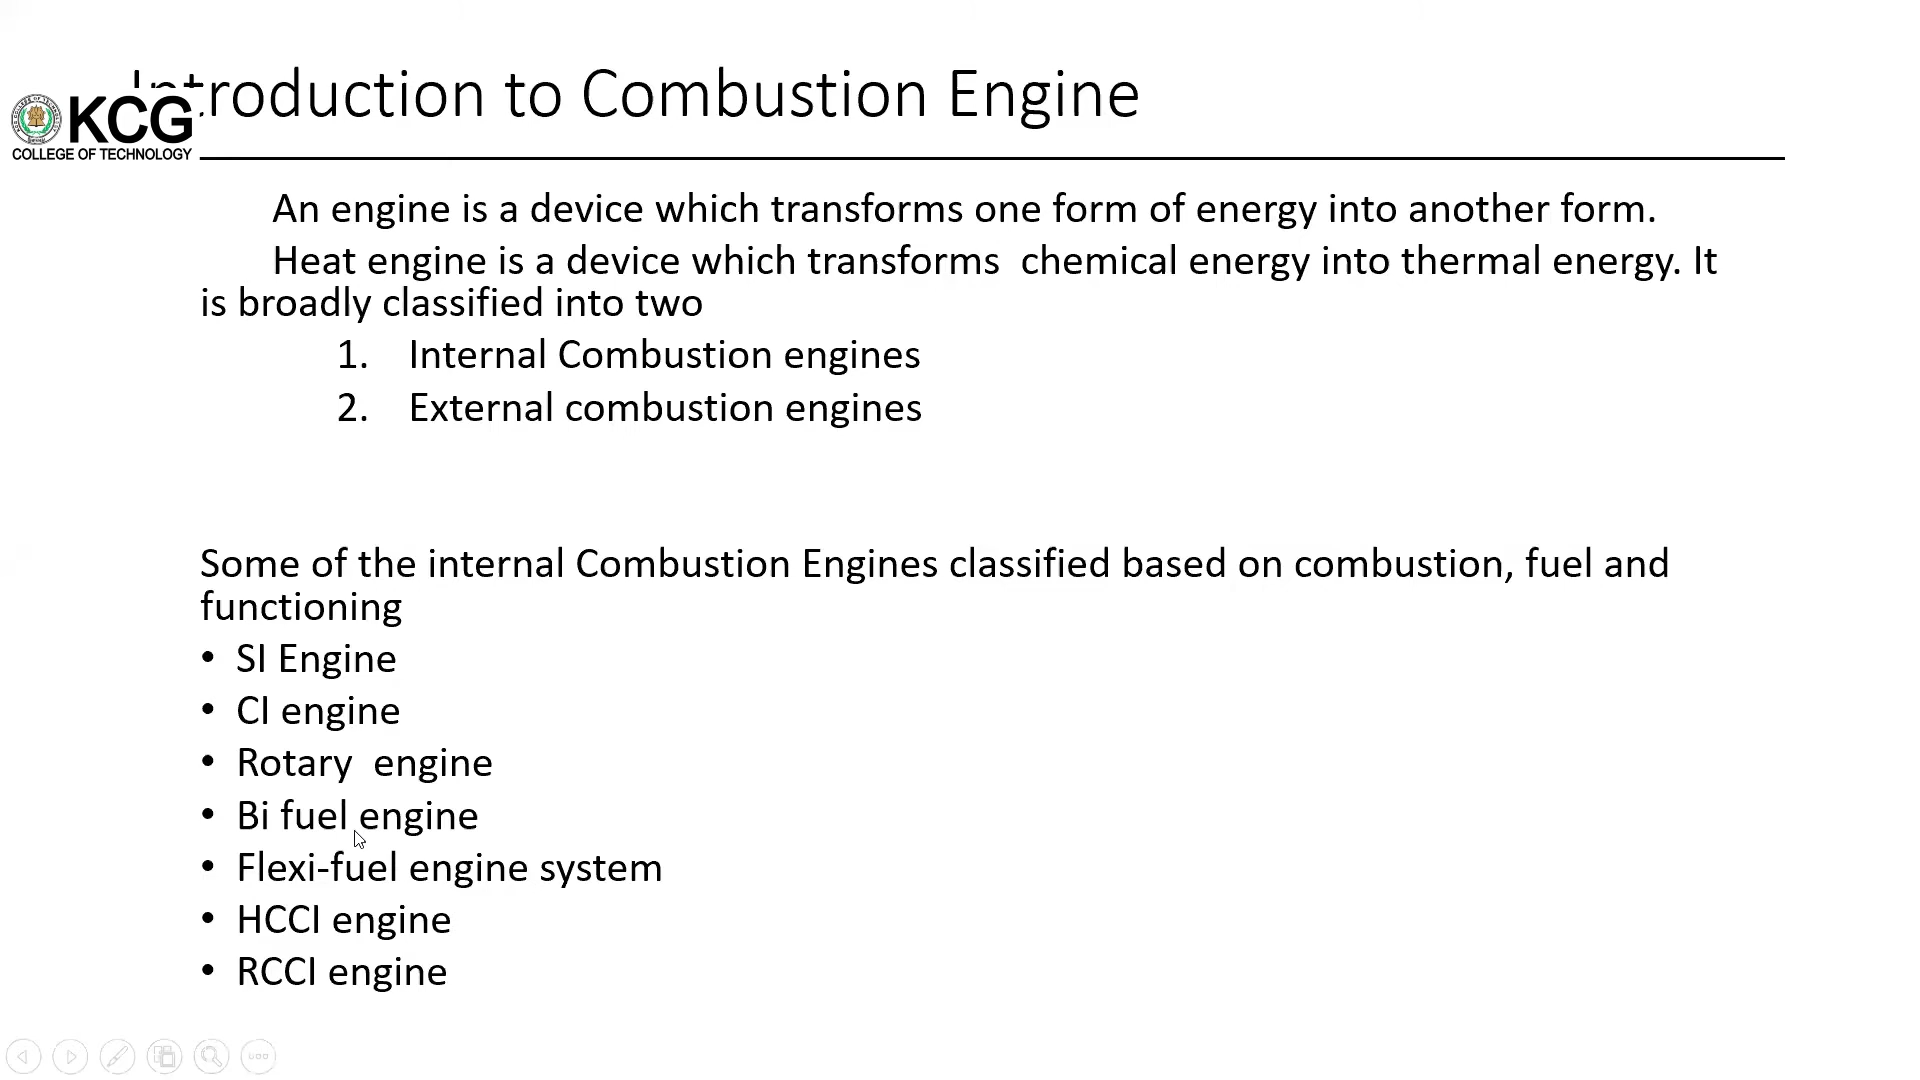 Introduction to Combustion Engine
KCG
COLLEGE OF TECHNOLOGY
An engine is a device which transforms one form of energy into another form.
Heat engine is a device which transforms  chemical energy into thermal energy. It
is broadly classified into two
1. Internal Combustion engines
2. External combustion engines
Some of the internal Combustion Engines classified based on combustion, fuel and
functioning
• SI Engine
• CI engine
• Rotary  engine
• Bi fuel engine
• Flexi-fuel engine system
• HCCI engine
• RCCI engine